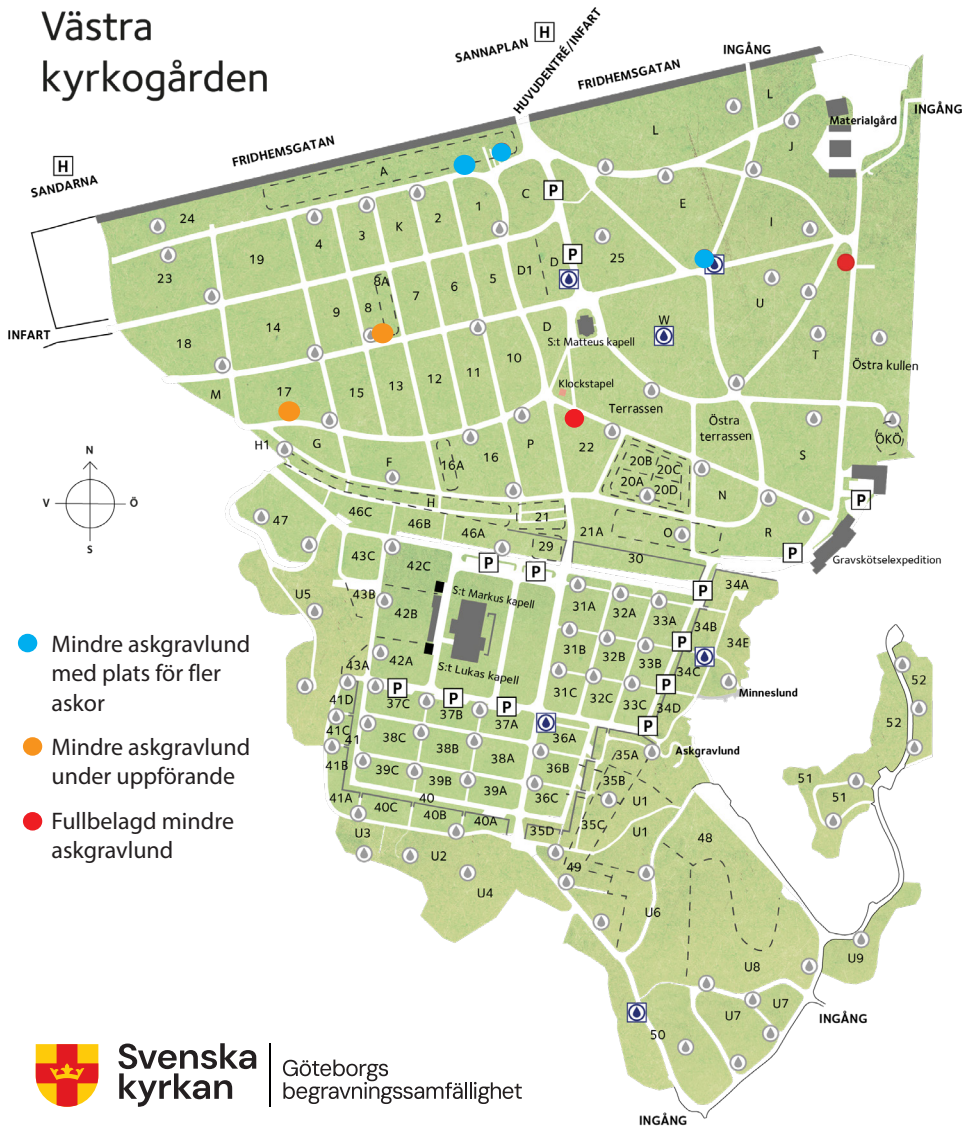 Västra
kyrkogården
SANNAPLAN H
HUVUDENTRÉ/INFART
FRIDHEMSGATAN
INGÅNG
INGÅNG
Materialgård
H
SANDARNA
FRIDHEMSGATAN
L
L
J
A
24
23
19
4
3
K
2
1
C
P
E
I
18
14
9
8A
8
7
6
5
D1
D
P
25
U
INFART
M
17
15
13
12
11
10
D
S:t Matteus kapell
W
T
Östra kullen
Klockstapel
Terrassen
Östra
terrassen
ÖKÖ
H1
G
F
16A
16
P
22
20B
20C
20A
20D
N
S
H
21
21A
O
R
P
Gravskötselexpedition
N
V
Ö
S
47
46C
46B
46A
29
30
P
43C
42C
P
P
P
34A
U5
43B
42B
S:t Markus kapell
31A
32A
33A
34B
P
34E
31B
32B
33B
34C
43A
42A
S:t Lukas kapell
31C
32C
33C
P
34D
Minneslund
41D
P
37C
P
37B
P
37A
P
41C
41
38C
38B
38A
36A
35A
Askgravlund
41B
39C
39B
39A
36B
35B
41A
40C
40
40B
40A
36C
35D
35C
U1
U1
U3
U2
U4
49
48
52
52
51
51
U6
U8
U9
U7
U7
50
INGÅNG
INGÅNG
Mindre askgravlund
med plats för fler
askor
Mindre askgravlund
under uppförande
Fullbelagd mindre
askgravlund
Svenska
kyrkan
Göteborgs
begravningssamfällighet